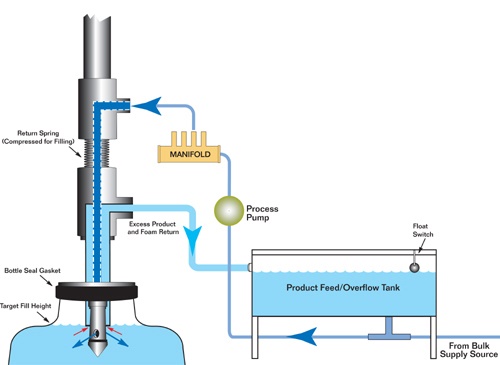 Return Spring
(Compressed for Filling)
MANIFOLD
Process
Pump
Excess Product
and Foam Return
Float
Switch
Bottle Seal Gasket
Product Feed/Overflow Tank
Target Fill Height
From Bulk
Supply Source